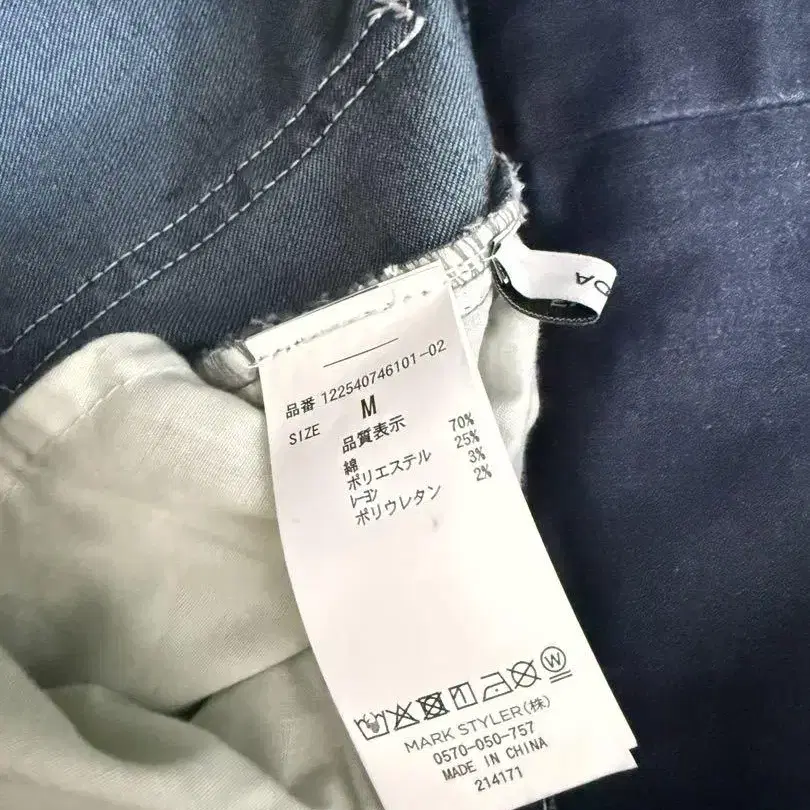 品番 122540746101-02
SIZE M
品質表示
綿 70%
ポリエステル 25%
レーヨン 3%
ポリウレタン 2%
W
MARK STYLER(株)
0570-050-757
MADE IN CHINA
214171